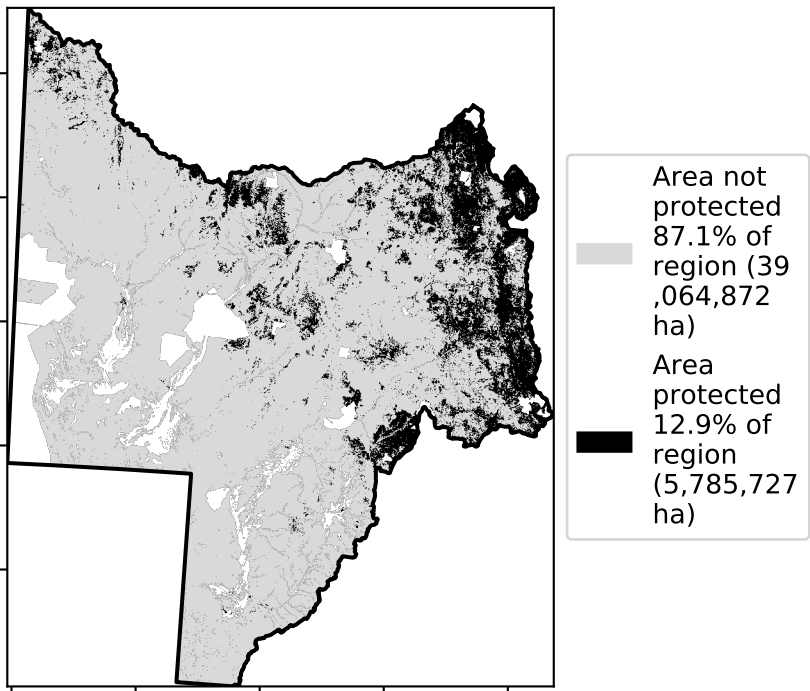 Area not
protected
87.1% of
region (39
,064,872
ha)
Area
protected
12.9% of
region
(5,785,727
ha)